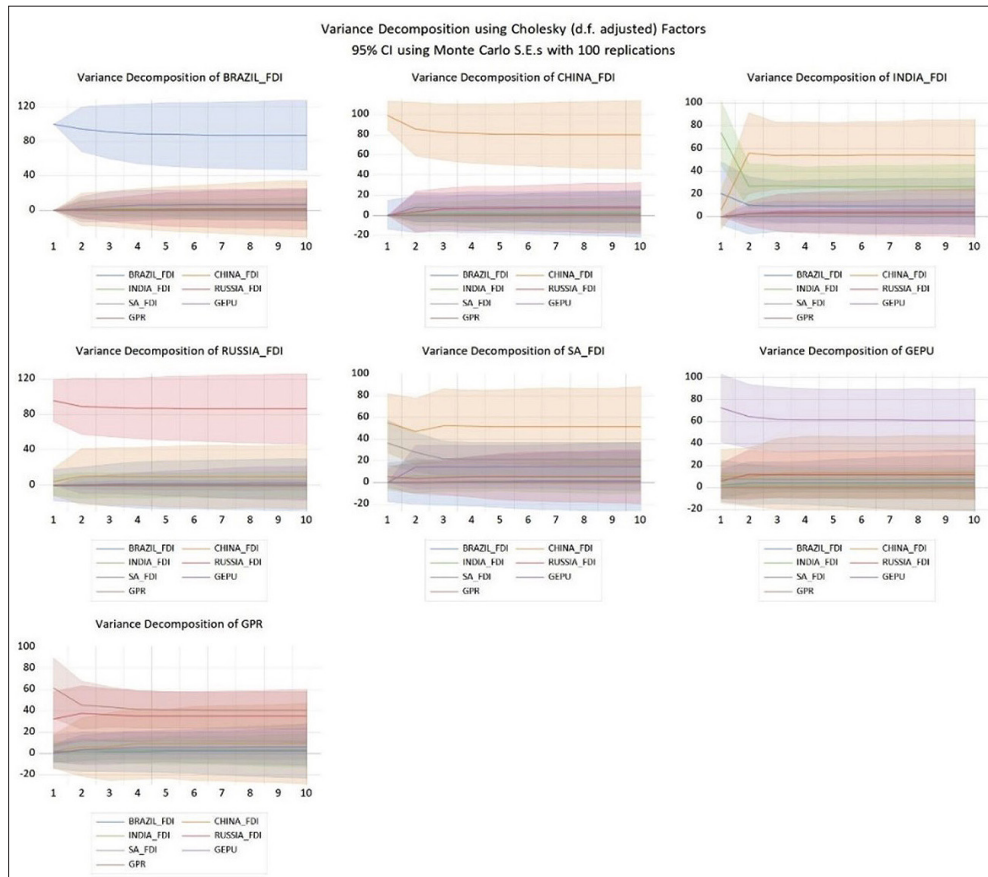 Variance Decomposition using Cholesky (d.f. adjusted) Factors
95% CI using Monte Carlo S.E.s with 100 replications
Variance Decomposition of BRAZIL_FDI
120
80
40
0
1 2 3 4 5 6 7 8 9 10
BRAZIL_FDI CHINA_FDI
INDIA_FDI RUSSIA_FDI
SA_FDI GEPU
GPR
Variance Decomposition of CHINA_FDI
100
80
60
40
20
0
-20
1 2 3 4 5 6 7 8 9 10
BRAZIL_FDI CHINA_FDI
INDIA_FDI RUSSIA_FDI
SA_FDI GEPU
GPR
Variance Decomposition of INDIA_FDI
100
80
60
40
20
0
-20
1 2 3 4 5 6 7 8 9 10
BRAZIL_FDI CHINA_FDI
INDIA_FDI RUSSIA_FDI
SA_FDI GEPU
GPR
Variance Decomposition of RUSSIA_FDI
120
80
40
0
1 2 3 4 5 6 7 8 9 10
BRAZIL_FDI CHINA_FDI
INDIA_FDI RUSSIA_FDI
SA_FDI GEPU
GPR
Variance Decomposition of SA_FDI
100
80
60
40
20
0
-20
1 2 3 4 5 6 7 8 9 10
BRAZIL_FDI CHINA_FDI
INDIA_FDI RUSSIA_FDI
SA_FDI GEPU
GPR
Variance Decomposition of GEPU
100
80
60
40
20
0
-20
1 2 3 4 5 6 7 8 9 10
BRAZIL_FDI CHINA_FDI
INDIA_FDI RUSSIA_FDI
SA_FDI GEPU
GPR
Variance Decomposition of GPR
100
80
60
40
20
0
-20
1 2 3 4 5 6 7 8 9 10
BRAZIL_FDI CHINA_FDI
INDIA_FDI RUSSIA_FDI
SA_FDI GEPU
GPR